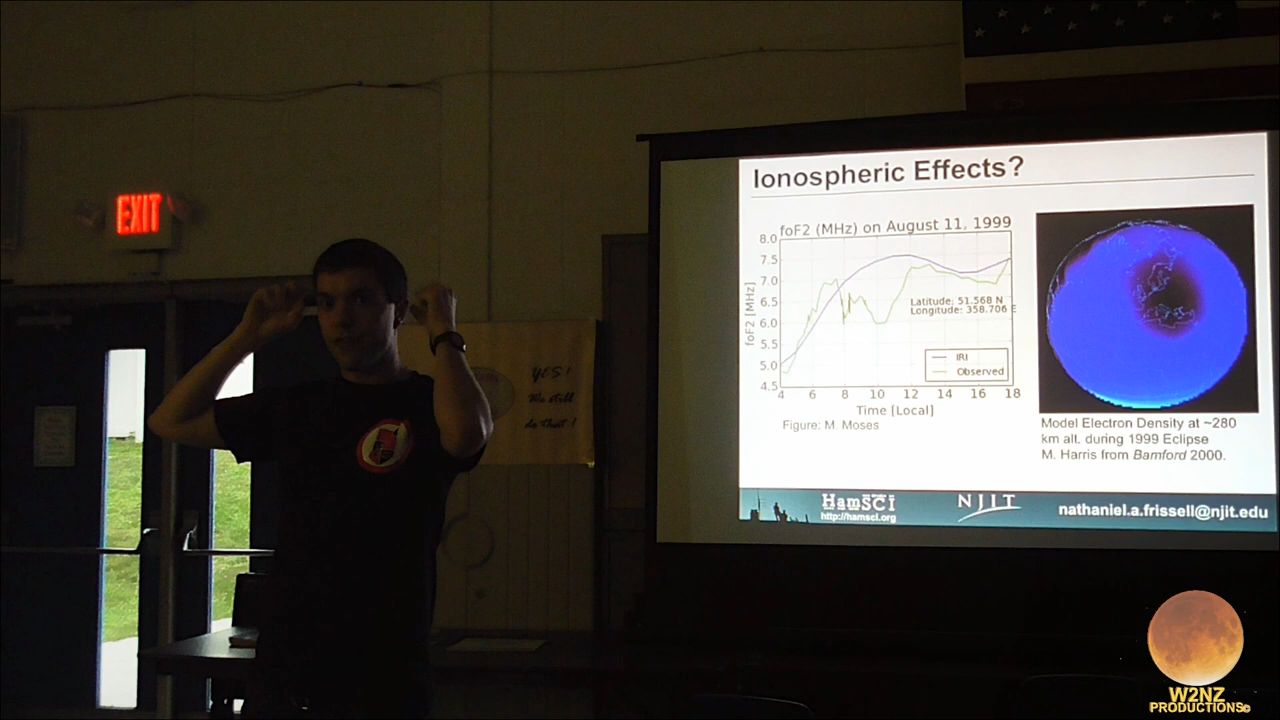 EXIT
YES!
We still
do that!
Ionospheric Effects?
foF2 (MHz) on August 11, 1999
8.0
7.5
7.0
6.5
6.0
5.5
5.0
4.5
foF2 [MHz]
Latitude: 51.568 N
Longitude: 358.706 E
IRI
Observed
4 6 8 10 12 14 16 18
Time [Local]
Figure: M. Moses
Model Electron Density at ~280
km alt. during 1999 Eclipse
M. Harris from Bamford 2000.
HamSCI
http://hamsci.org
NJIT
nathaniel.a.frissell@njit.edu
W2NZ
PRODUCTIONS©